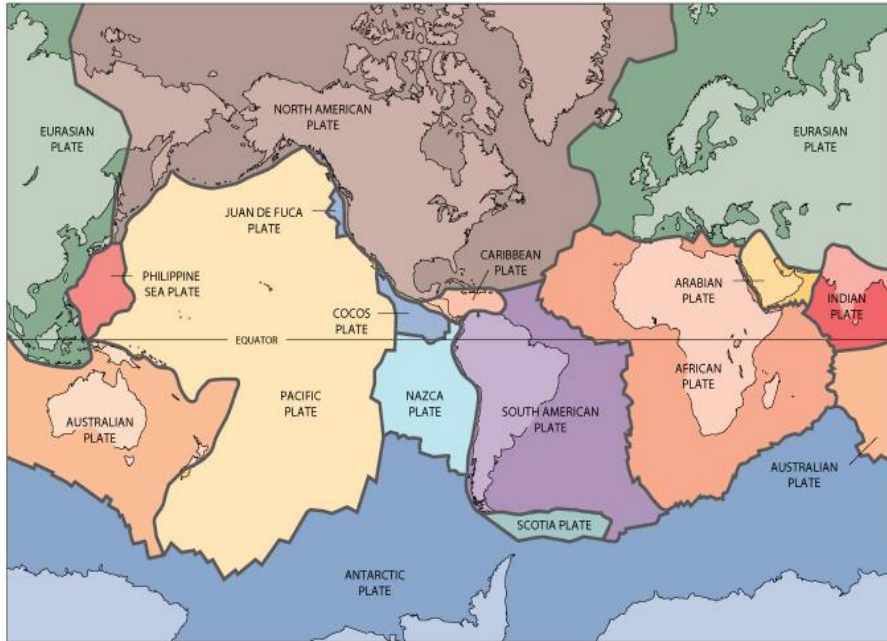 NORTH AMERICAN
PLATE
EURASIAN
PLATE
EURASIAN
PLATE
JUAN DE FUCA
PLATE
CARIBBEAN
PLATE
PHILIPPINE
SEA PLATE
ARABIAN
PLATE
INDIAN
PLATE
COCOS
PLATE
EQUATOR
AFRICAN
PLATE
PACIFIC
PLATE
NAZCA
PLATE
SOUTH AMERICAN
PLATE
AUSTRALIAN
PLATE
AUSTRALIAN
PLATE
SCOTIA PLATE
ANTARCTIC
PLATE